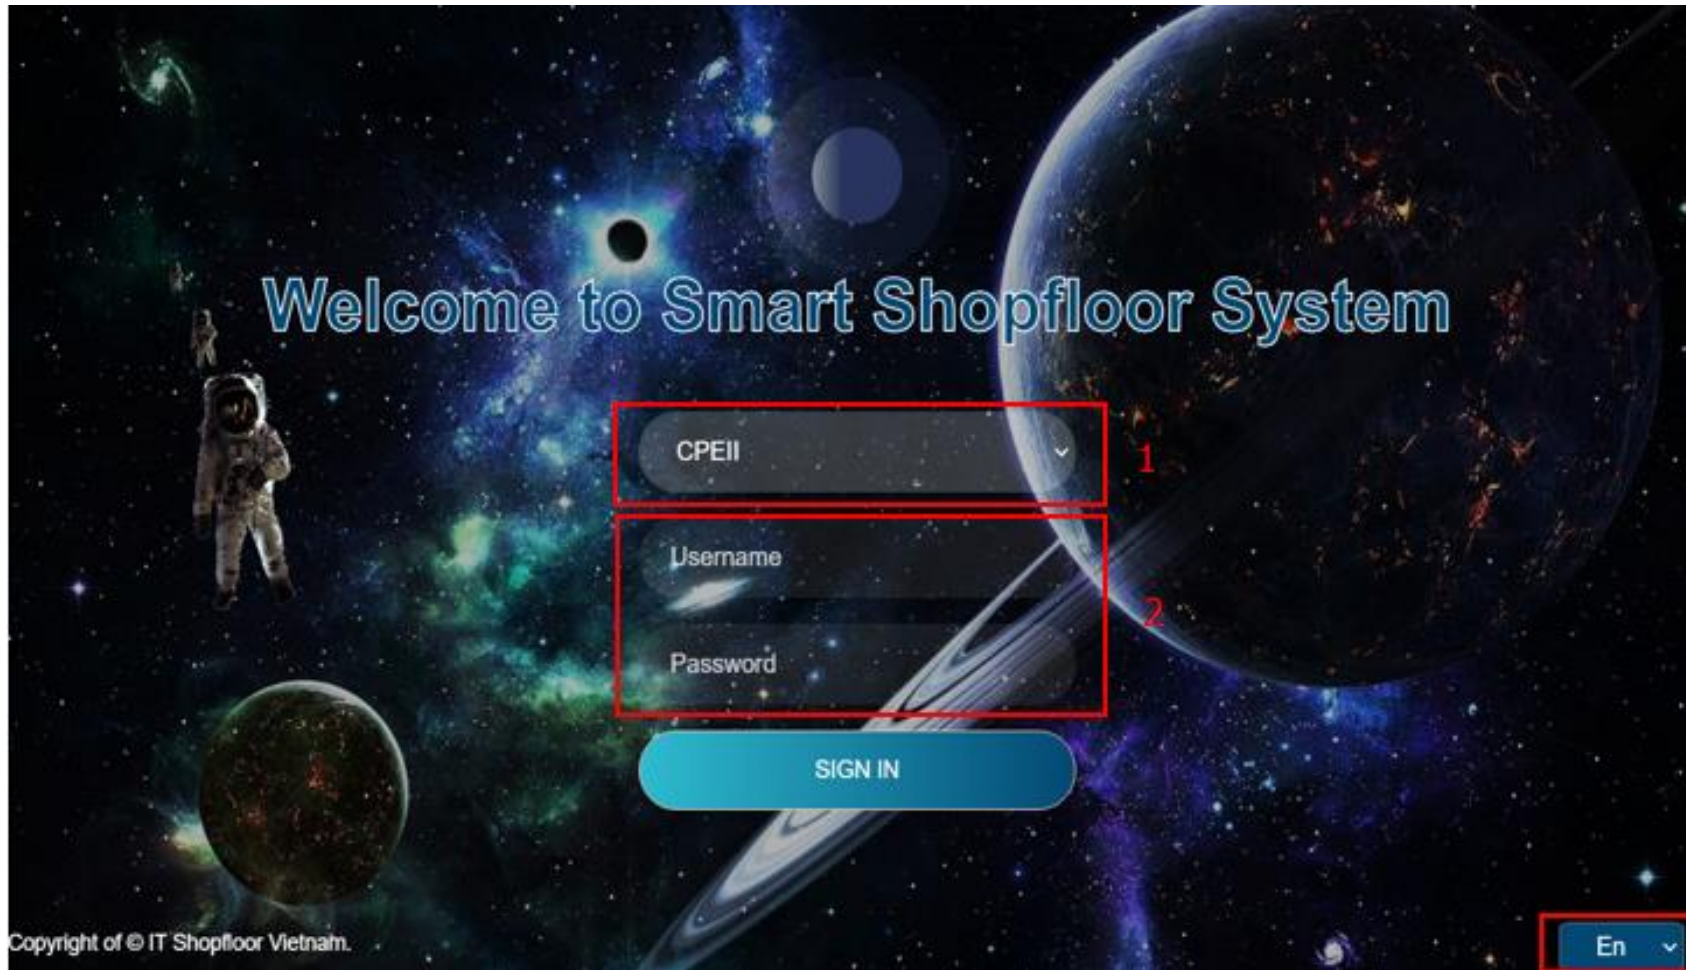 Welcome to Smart Shopfloor System
CPEII
1
Username
2
Password
SIGN IN
Copyright of © IT Shopfloor Vietnam.
En